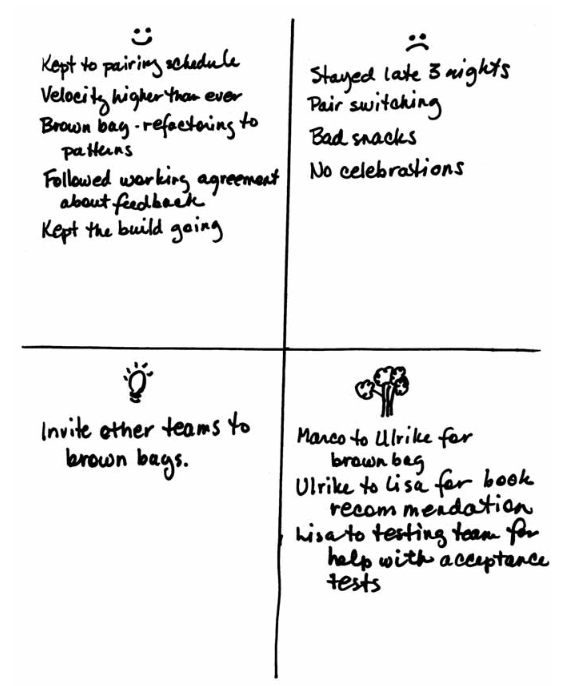 Kept to pairing schedule
Velocity higher than ever
Brown bag - refactoring to
patterns
Followed working agreement
about feedback
Kept the build going
Stayed late 3 nights
Pair switching
Bad snacks
No celebrations
Invite other teams to
brown bags.
Marco to Ulrike for
brown bag
Ulrike to Lisa for book
recommendation
Lisa to testing team for
help with acceptance
tests